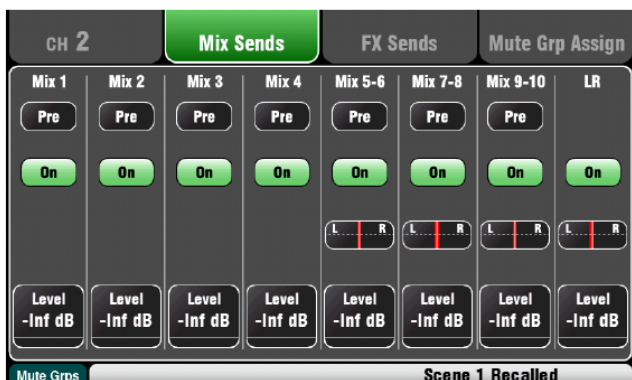 CH 2 Mix Sends FX Sends Mute Grp Assign
Mix 1 Mix 2 Mix 3 Mix 4 Mix 5-6 Mix 7-8 Mix 9-10 LR
Pre Pre Pre Pre Pre Pre Pre
On On On On On On On On
L R L R L R L R
Level Level Level Level Level Level Level Level
-Inf dB -Inf dB -Inf dB -Inf dB -Inf dB -Inf dB -Inf dB -Inf dB
Mute Grps Scene 1 Recalled